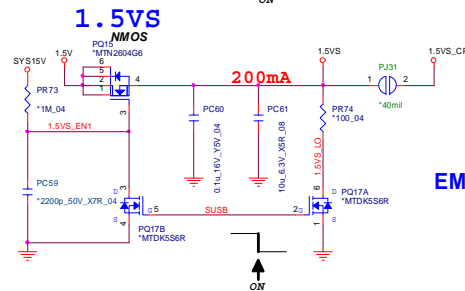 ON
1.5VS
NMOS
PQ15
*MTN2604G6
SYS15V
1.5V
1.5VS
1.5VS_CP
6
5
2
1
4
3
PJ31
1
2
*40mil
200mA
PR73
*1M_04
PC60
0.1u_16V_Y5V_04
PC61
10u_6.3V_X5R_08
PR74
*100_04
1.5VS_EN1
1.5VS_LO
PC59
*2200p_50V_X7R_04
3
D
G
5
S
4
PQ17B
*MTDK5S6R
SUSB
2
G
6
D
S
1
PQ17A
*MTDK5S6R
EM
ON